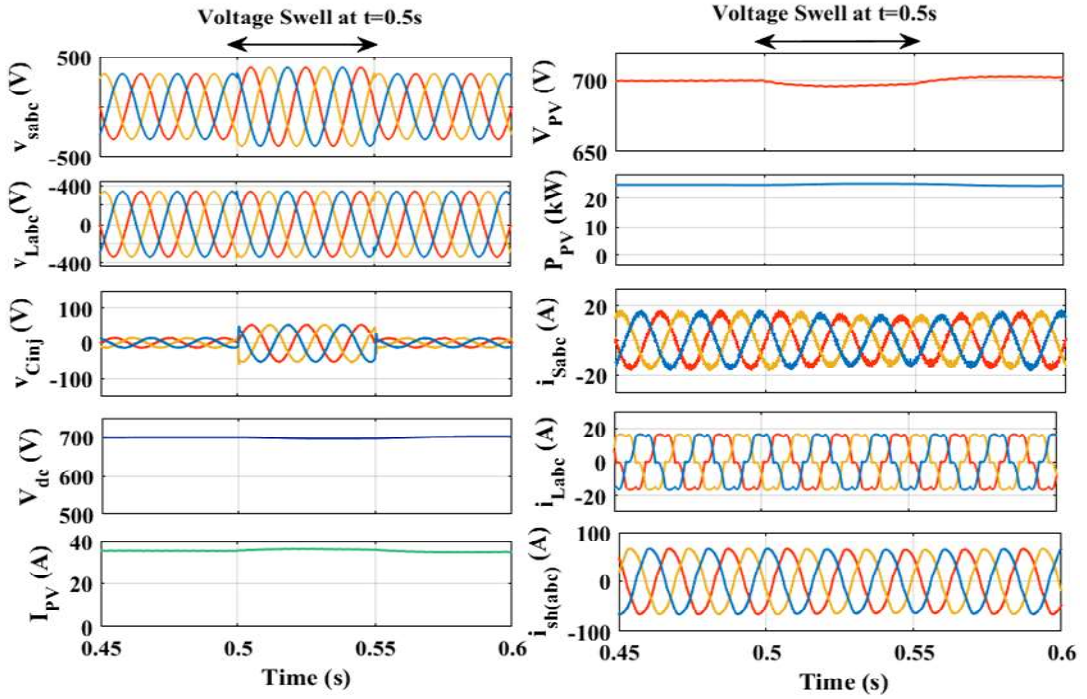 Voltage Swell at t=0.5s
500
-500
v_sabc (V)
-400
0
-400
v_Labc (V)
100
0
-100
v_Cinj (V)
700
600
500
V_dc (V)
40
20
0
I_PV (A)
0.45
0.5
0.55
0.6
Time (s)
Voltage Swell at t=0.5s
700
650
V_PV (V)
20
10
0
P_PV (kW)
20
0
-20
i_Sabc (A)
20
0
-20
i_Labc (A)
100
0
-100
i_sh(abc) (A)
0.45
0.5
0.55
0.6
Time (s)